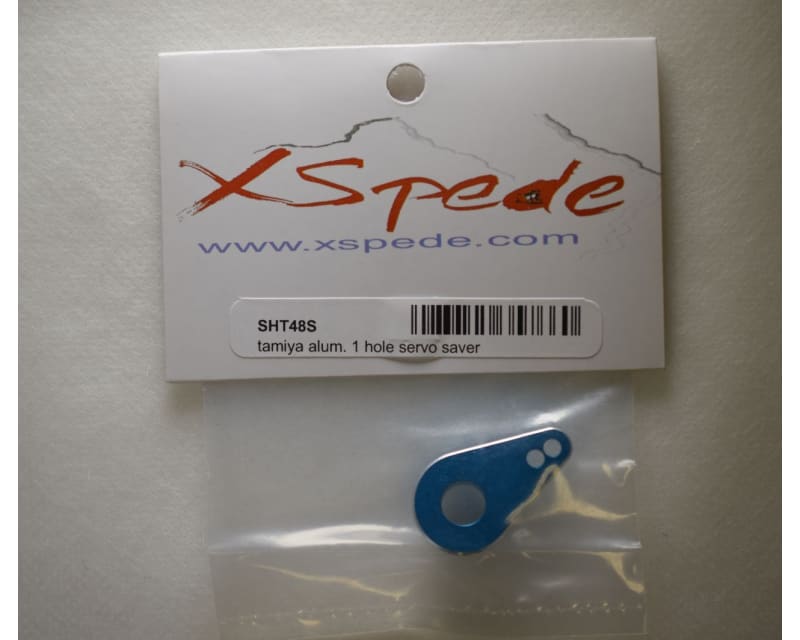 XSpede
www.xspede.com
SHT48S
tamiya alum. 1 hole servo saver